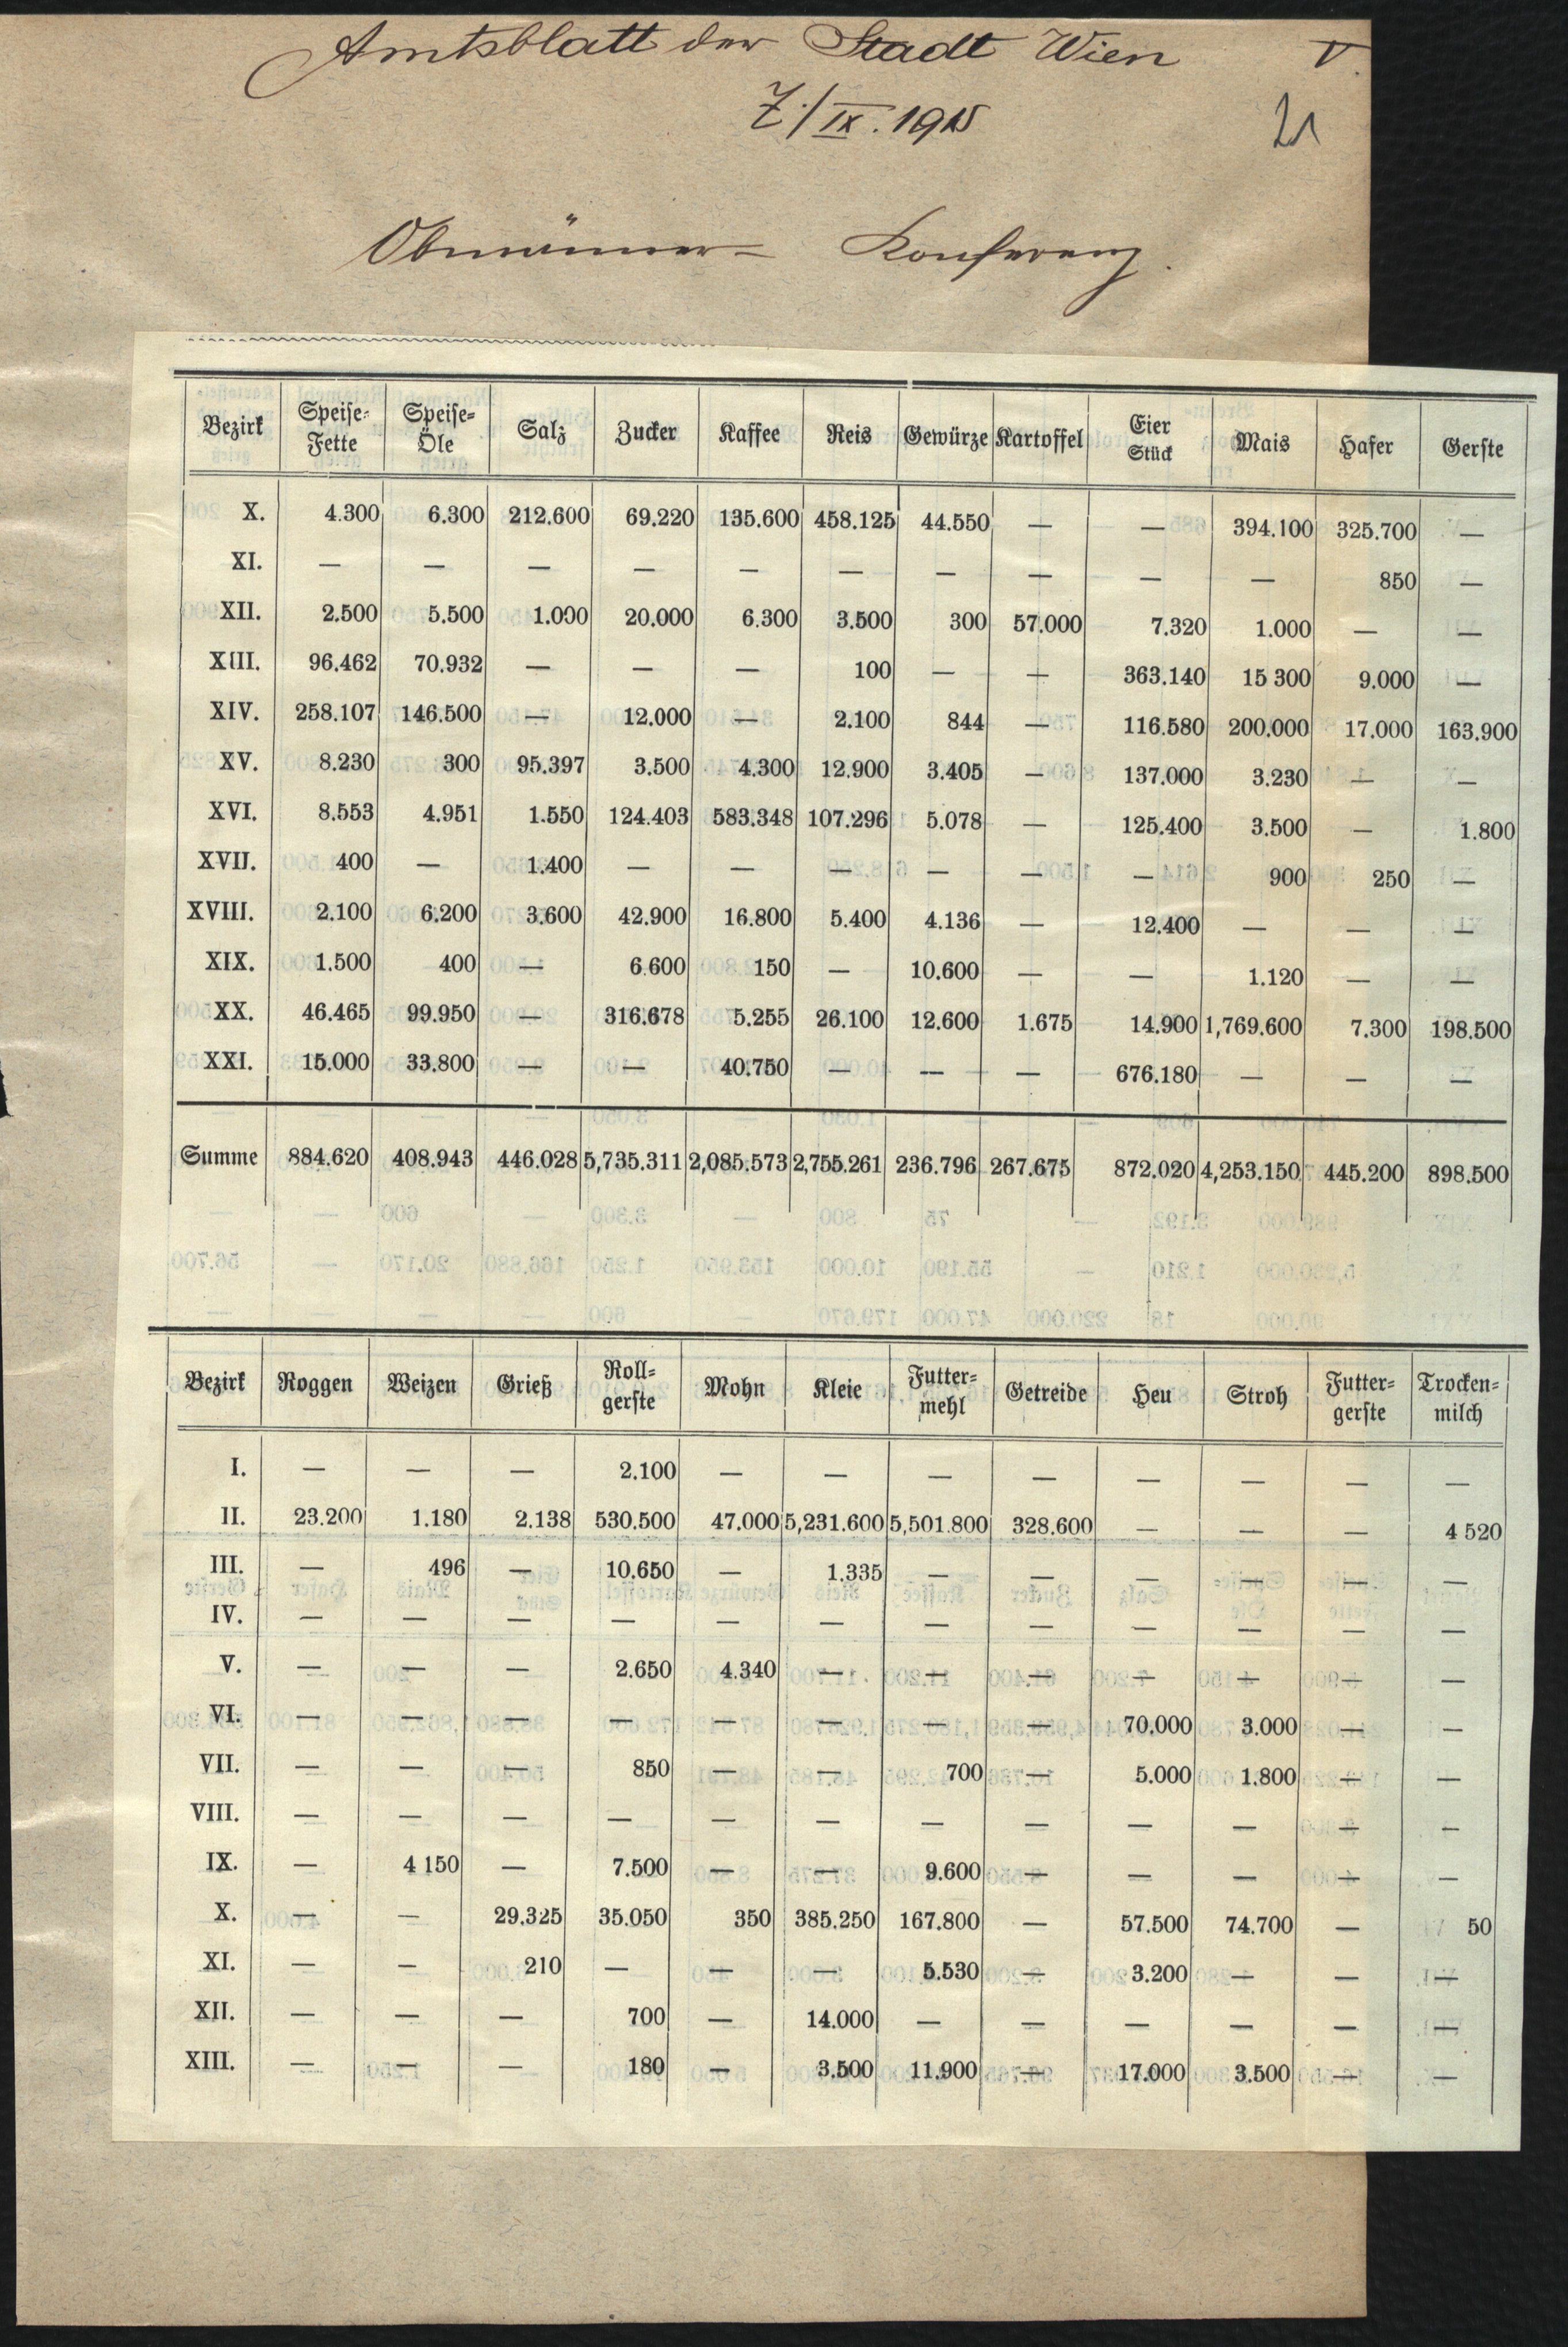 Amtsblatt der Stadt Wien V.
7./IX. 1915
21
Obmänner- Konferenz.
Bezirk Speise-Fette Speise-Öle Salz Zucker Kaffee Reis Gewürze Kartoffel Eier Stück Mais Hafer Gerste
X. 4.300 6.300 212.600 69.220 135.600 458.125 44.550 — — 394.100 325.700 —
XI. — — — — — — — — — — 850 —
XII. 2.500 5.500 1.000 20.000 6.300 3.500 300 57.000 7.320 1.000 — —
XIII. 96.462 70.932 — — — 100 — — 363.140 15 300 9.000 —
XIV. 258.107 146.500 — 12.000 — 2.100 844 — 116.580 200.000 17.000 163.900
XV. 8.230 300 95.397 3.500 4.300 12.900 3.405 — 137.000 3.230 — —
XVI. 8.553 4.951 1.550 124.403 583.348 107.296 5.078 — 125.400 3.500 — 1.800
XVII. 400 — 1.400 — — — — — — 900 250 —
XVIII. 2.100 6.200 3.600 42.900 16.800 5.400 4.136 — 12.400 — — —
XIX. 1.500 400 — 6.600 150 — 10.600 — — 1.120 — —
XX. 46.465 99.950 — 316.678 5.255 26.100 12.600 1.675 14.900 1,769.600 7.300 198.500
XXI. 15.000 33.800 — — 40.750 — — — 676.180 — — —
Summe 884.620 408.943 446.028 5,735.311 2,085.573 2,755.261 236.796 267.675 872.020 4,253.150 445.200 898.500
Bezirk Roggen Weizen Grieß Roll-gerste Mohn Kleie Futter-mehl Getreide Heu Stroh Futter-gerste Trocken-milch
I. — — — 2.100 — — — — — — — —
II. 23.200 1.180 2.138 530.500 47.000 5,231.600 5,501.800 328.600 — — — 4 520
III. — 496 — 10.650 — 1.335 — — — — — —
IV. — — — — — — — — — — — —
V. — — — 2.650 4.340 — — — — — — —
VI. — — — — — — — — 70.000 3.000 — —
VII. — — — 850 — — 700 — 5.000 1.800 — —
VIII. — — — — — — — — — — — —
IX. — 4 150 — 7.500 — — 9.600 — — — — —
X. — — 29.325 35.050 350 385.250 167.800 — 57.500 74.700 — 50
XI. — — 210 — — — 5.530 — 3.200 — — —
XII. — — — 700 — 14.000 — — — — — —
XIII. — — — 180 — 3.500 11.900 — 17.000 3.500 — —